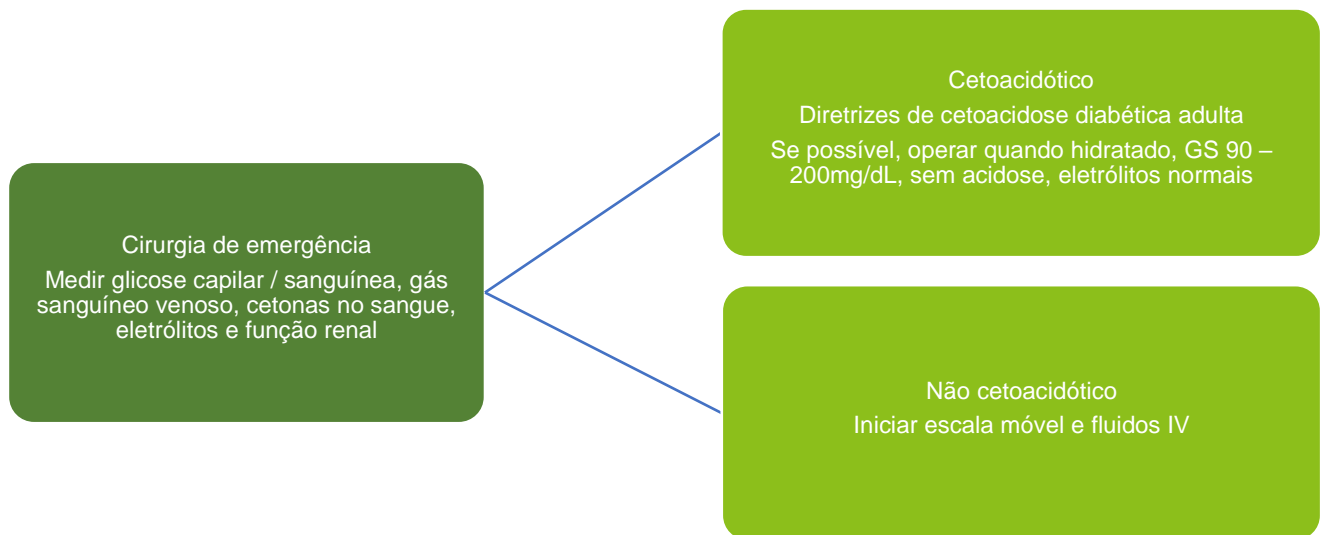 Cirurgia de emergência
Medir glicose capilar / sanguínea, gás
sanguíneo venoso, cetonas no sangue,
eletrólitos e função renal
Cetoacidótico
Diretrizes de cetoacidose diabética adulta
Se possível, operar quando hidratado, GS 90 –
200mg/dL, sem acidose, eletrólitos normais
Não cetoacidótico
Iniciar escala móvel e fluidos IV